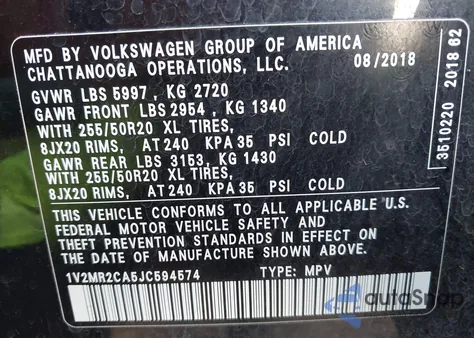 MFD BY VOLKSWAGEN GROUP OF AMERICA
CHATTANOOGA OPERATIONS, LLC. 08/2018
GVWR LBS 5997 , KG 2720
GAWR FRONT LBS 2954 , KG 1340
WITH 255/50R20 XL TIRES,
8JX20 RIMS, AT 240 KPA 35 PSI COLD
GAWR REAR LBS 3153, KG 1430
WITH 255/50R20 XL TIRES,
8JX20 RIMS, AT 240 KPA 35 PSI COLD
THIS VEHICLE CONFORMS TO ALL APPLICABLE U.S.
FEDERAL MOTOR VEHICLE SAFETY AND
THEFT PREVENTION STANDARDS IN EFFECT ON
THE DATE OF MANUFACTURE SHOWN ABOVE.
1V2MR2CA5JC594574 TYPE: MPV
3510220 2018 62
autaSnap